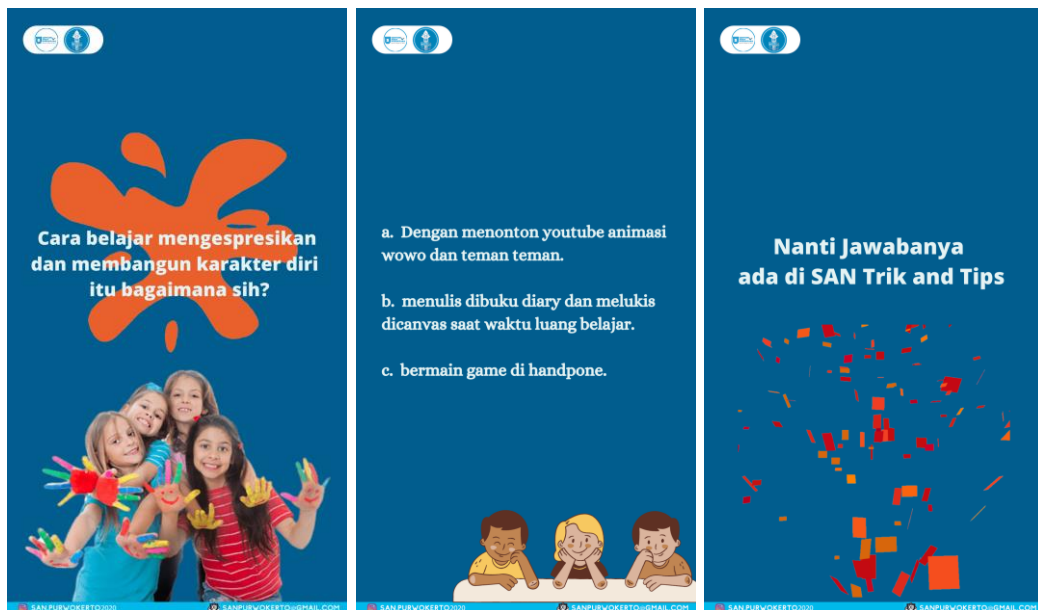 Cara belajar mengespresikan
dan membangun karakter diri
itu bagaimana sih?
SAN.PURWOKERTO2020
SANPURWOKERTO@GMAIL.COM
a. Dengan menonton youtube animasi
wowo dan teman teman.
b. menulis dibuku diary dan melukis
dicanvas saat waktu luang belajar.
c. bermain game di handpone.
SAN.PURWOKERTO2020
SANPURWOKERTO@GMAIL.COM
Nanti Jawabanya
ada di SAN Trik and Tips
SAN.PURWOKERTO2020
SANPURWOKERTO@GMAIL.COM